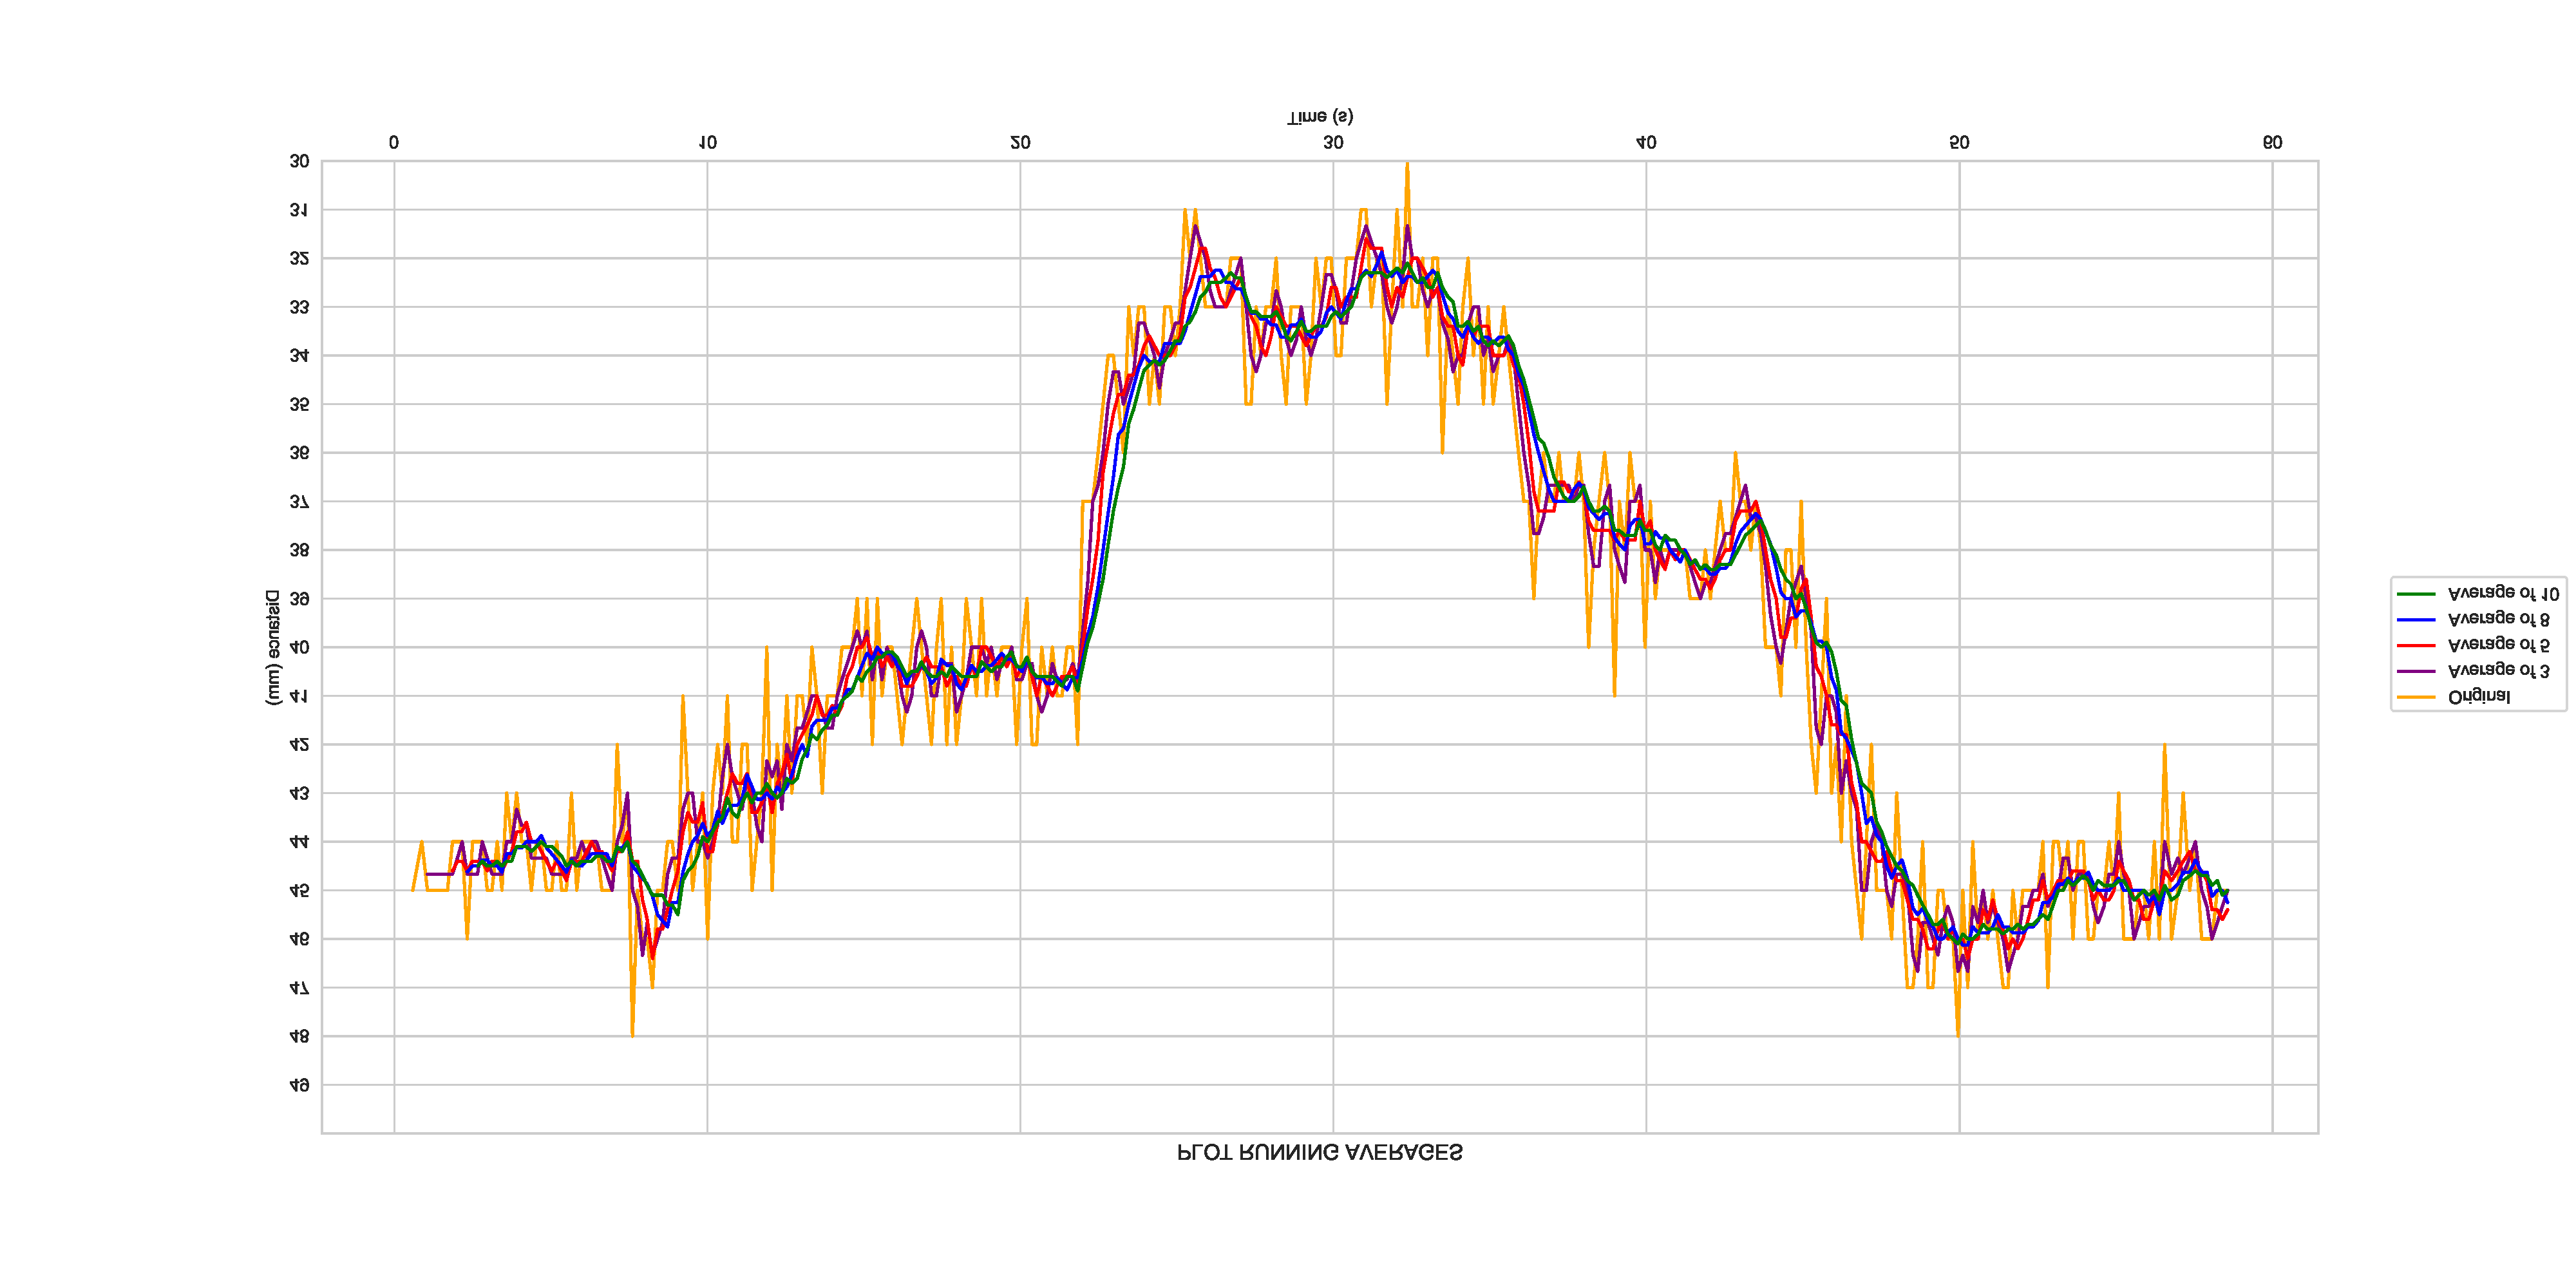 PLOT RUNNING AVERAGES
49
48
47
46
45
44
43
42
41
40
39
38
37
36
35
34
33
32
31
30
Distance (mm)
0 10 20 30 40 50 60
Time (s)
Original
Average of 3
Average of 5
Average of 8
Average of 10